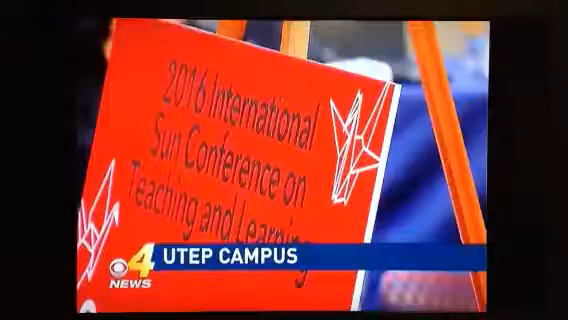 2016 International
Sun Conference on
Teaching and Learning
4 UTEP CAMPUS
NEWS